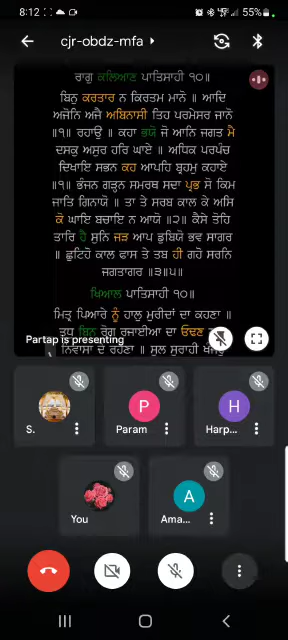 8:12
55%
cjr-obdz-mfa
ਰਾਗੁ ਕਲਿਆਣ ਪਾਤਿਸਾਹੀ ੧੦॥
ਬਿਨੁ ਕਰਤਾਰ ਨ ਕਿਰਤਮ ਮਾਨੋ ॥ ਆਦਿ
ਅਜੋਨਿ ਅਜੈ ਅਬਿਨਾਸੀ ਤਿਹ ਪਰਮੇਸਰ ਜਾਨੋ
॥੧॥ ਰਹਾਉ ॥ ਕਹਾ ਭਯੋ ਜੋ ਆਨਿ ਜਗਤ ਮੈ
ਦਸਕੁ ਅਸੁਰ ਹਰਿ ਘਾਏ ॥ ਅਧਿਕ ਪਰਪੰਚ
ਦਿਖਾਇ ਸਭਨ ਕਹ ਆਪਹਿ ਬ੍ਰਹਮੁ ਕਹਾਏ
॥੧॥ ਭੰਜਨ ਗੜ੍ਹਨ ਸਮਰਥ ਸਦਾ ਪ੍ਰਭ ਸੋ ਕਿਮ
ਜਾਤਿ ਗਿਨਾਯੋ ॥ ਤਾ ਤੇ ਸਰਬ ਕਾਲ ਕੇ ਅਸਿ
ਕੋ ਘਾਇ ਬਚਾਇ ਨ ਆਯੋ ॥੨॥ ਕੈਸੇ ਤੋਹਿ
ਤਾਰਿ ਹੈ ਸੁਨਿ ਜੜ ਆਪ ਡੁਬਿਯੋ ਭਵ ਸਾਗਰ
॥ ਛੁਟਿਹੋ ਕਾਲ ਫਾਸ ਤੇ ਤਬ ਹੀ ਗਹੋ ਸਰਨਿ
ਜਗਤਾਗਰ ॥੩॥੫॥
ਖਿਆਲ ਪਾਤਿਸਾਹੀ ੧੦॥
ਮਿਤ੍ਰ ਪਿਆਰੇ ਨੂੰ ਹਾਲੁ ਮੁਰੀਦਾਂ ਦਾ ਕਹਣਾ ॥
ਤੁਧ ਬਿਨੁ ਰੋਗੁ ਰਜਾਈਆ ਦਾ ਓਢਣ
Partap is presenting
ਨਿਵਾਸਾ ਦੇ ਰਹਣਾ ॥ ਸੂਲ ਸੁਰਾਹੀ
P
H
S.
Param
Harp...
A
You
Ama...